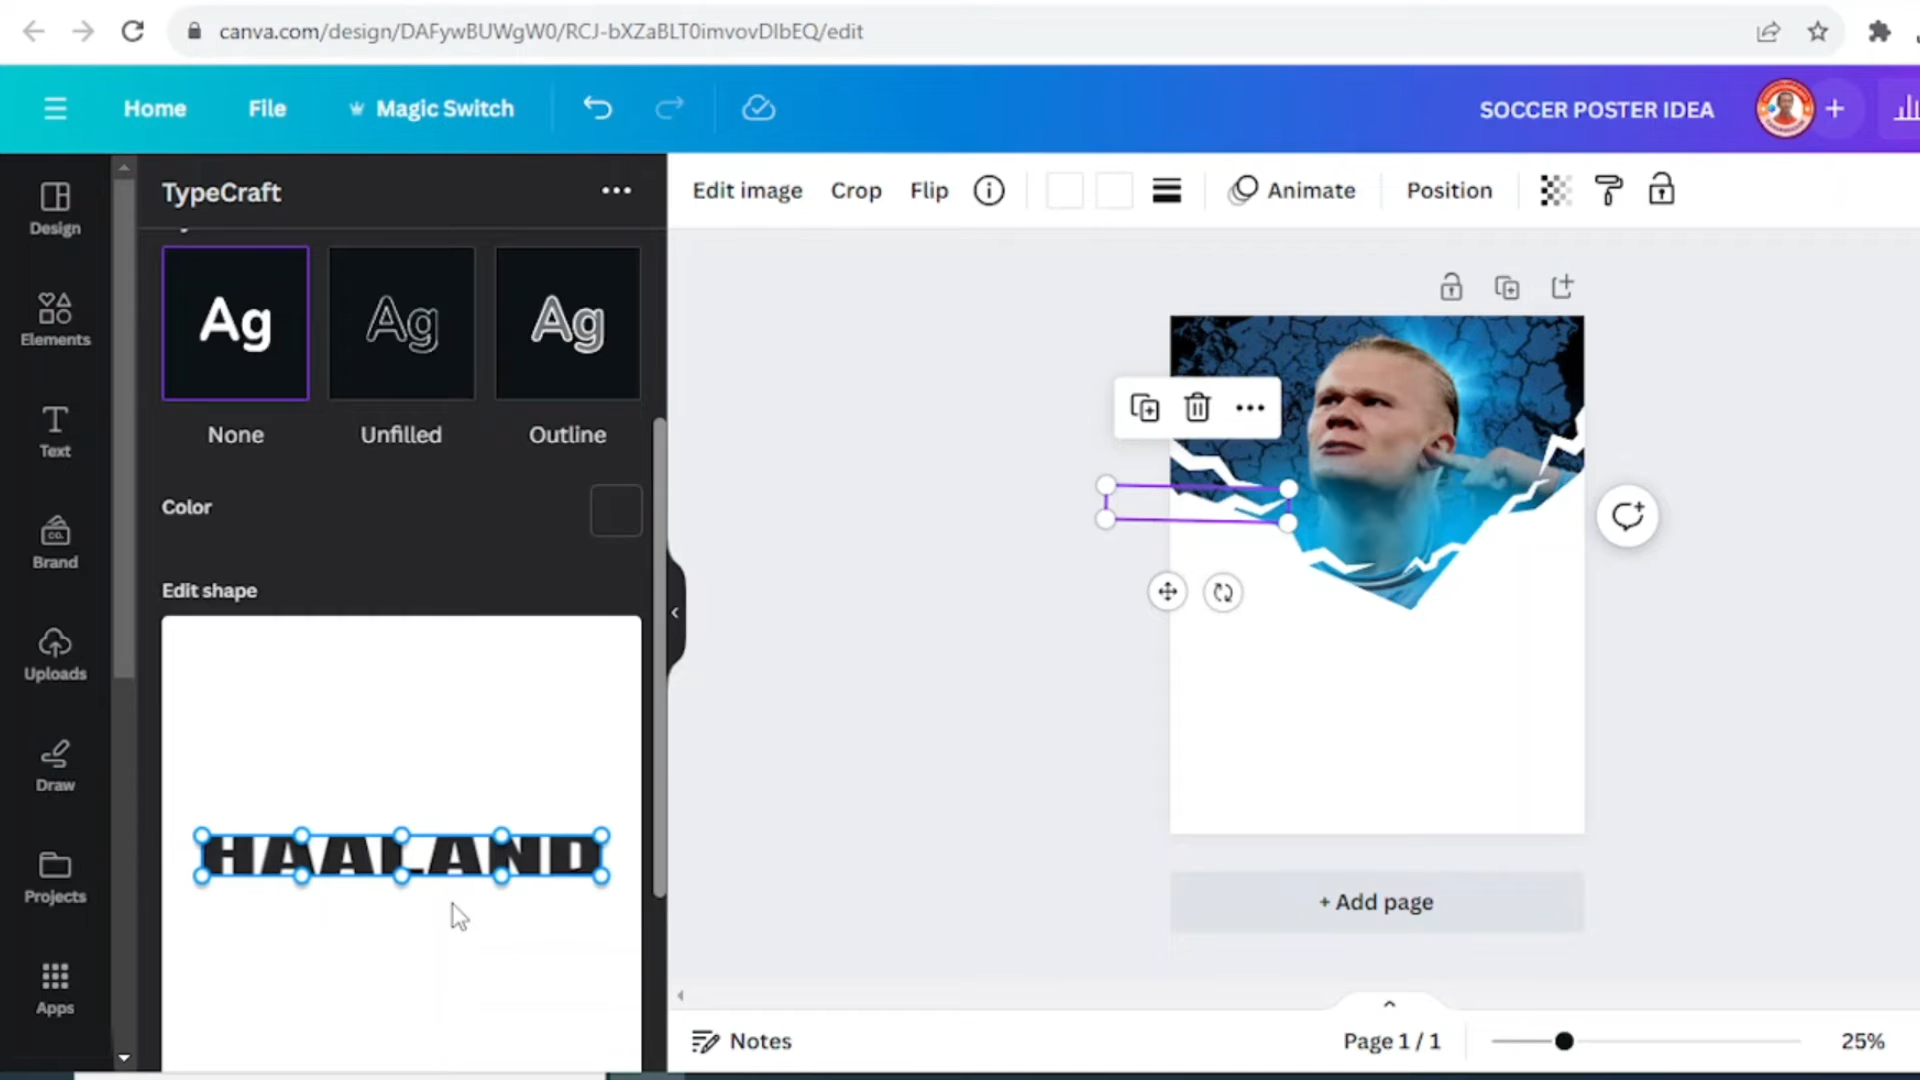 canva.com/design/DAFywBUWgW0/RCJ-bXZaBLT0imvovDIbEQ/edit
Home
File
Magic Switch
SOCCER POSTER IDEA
TypeCraft
Edit image
Crop
Flip
Animate
Position
Design
Elements
Text
Brand
CO.
Uploads
Draw
Projects
Apps
Ag
Ag
Ag
None
Unfilled
Outline
Color
Edit shape
HAALAND
+ Add page
Notes
Page 1 / 1
25%